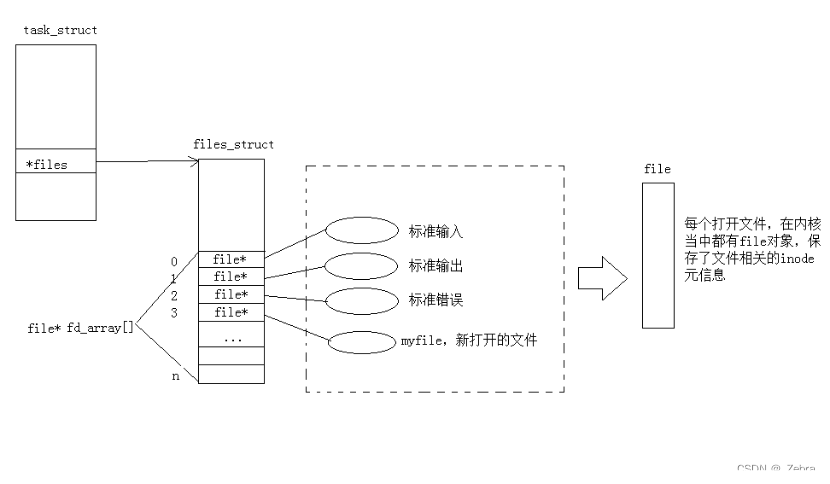 task_struct
*files
files_struct
file
0 file* 标准输入
1 file* 标准输出
2 file* 标准错误
3 file* myfile，新打开的文件
...
file* fd_array[]
n
每个打开文件，在内核
当中都有file对象，保
存了文件相关的inode
元信息
CSDN @_Zebra_